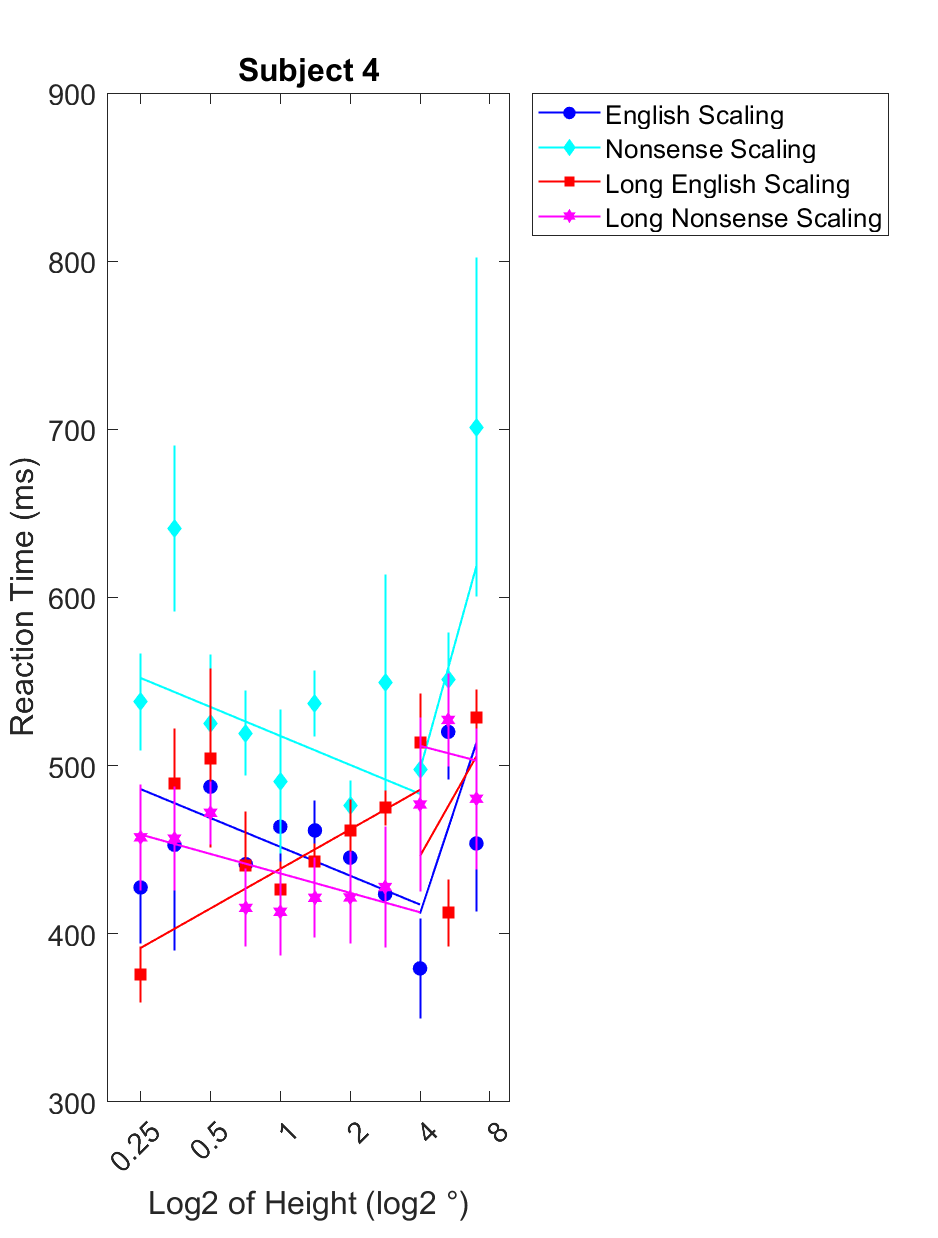 Subject 4
900
800
700
600
500
400
300
Reaction Time (ms)
0.25
0.5
1
2
4
8
Log2 of Height (log2 °)
English Scaling
Nonsense Scaling
Long English Scaling
Long Nonsense Scaling